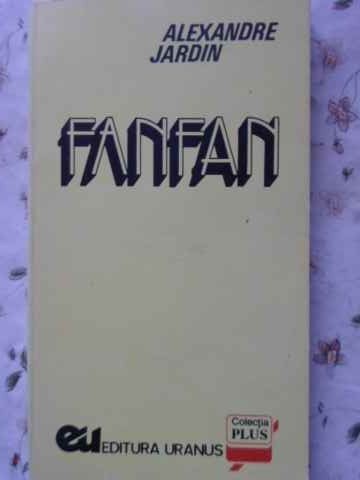 ALEXANDRE
JARDIN
FANFAN
eu EDITURA URANUS
Colecția
PLUS